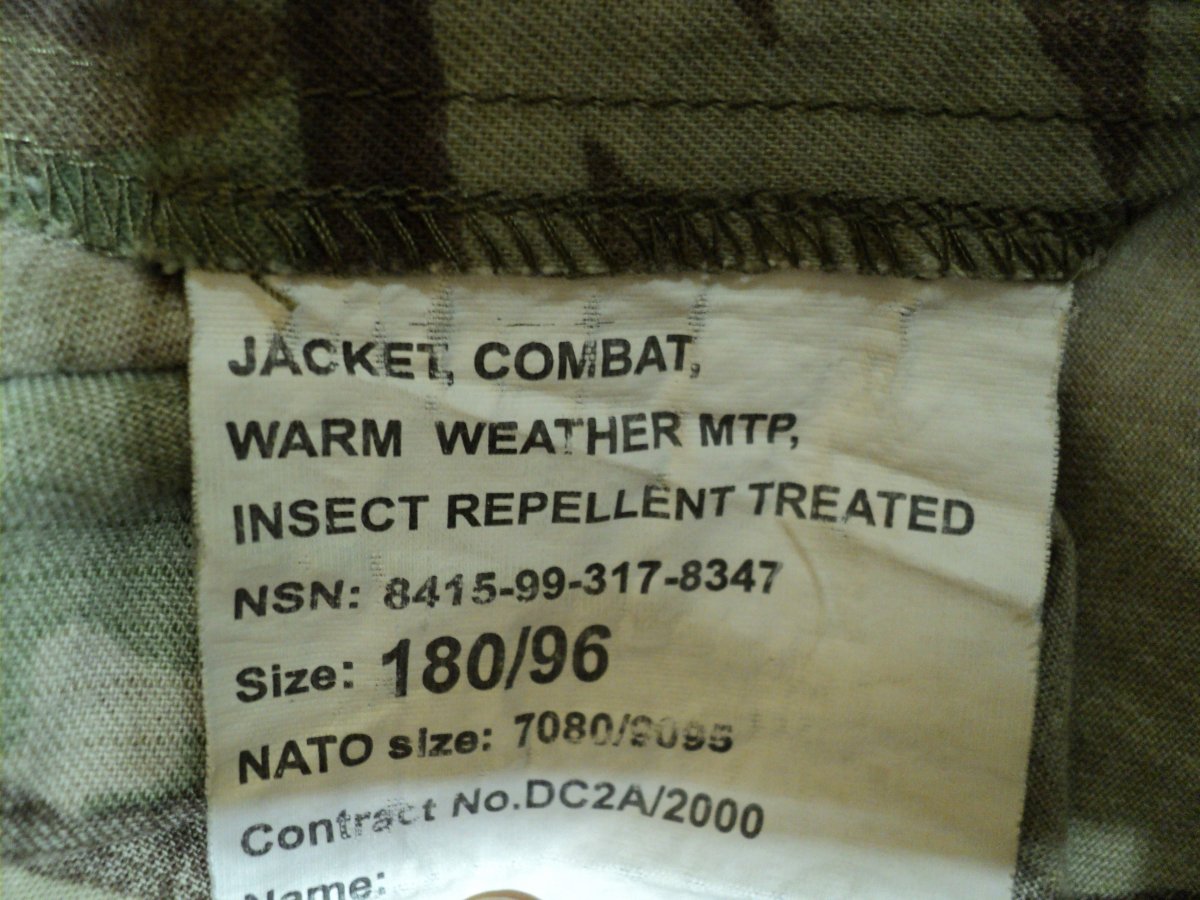 JACKET, COMBAT,
WARM WEATHER MTP,
INSECT REPELLENT TREATED
NSN: 8415-99-317-8347
Size: 180/96
NATO size: 7080/9095
Contract No.DC2A/2000
Name: